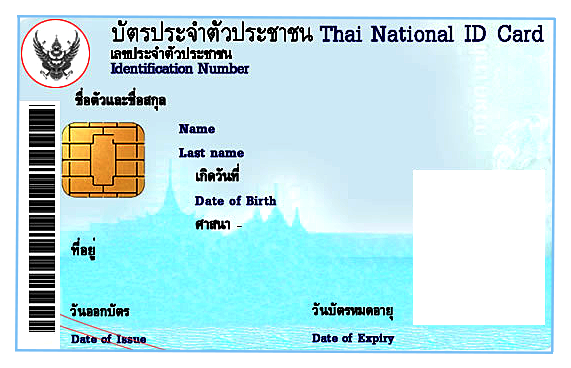 บัตรประจำตัวประชาชน Thai National ID Card
เลขประจำตัวประชาชน
Identification Number
ชื่อตัวและชื่อสกุล
Name
Last name
เกิดวันที่
Date of Birth
ศาสนา -
ที่อยู่
วันออกบัตร
วันบัตรหมดอายุ
Date of Issue
Date of Expiry